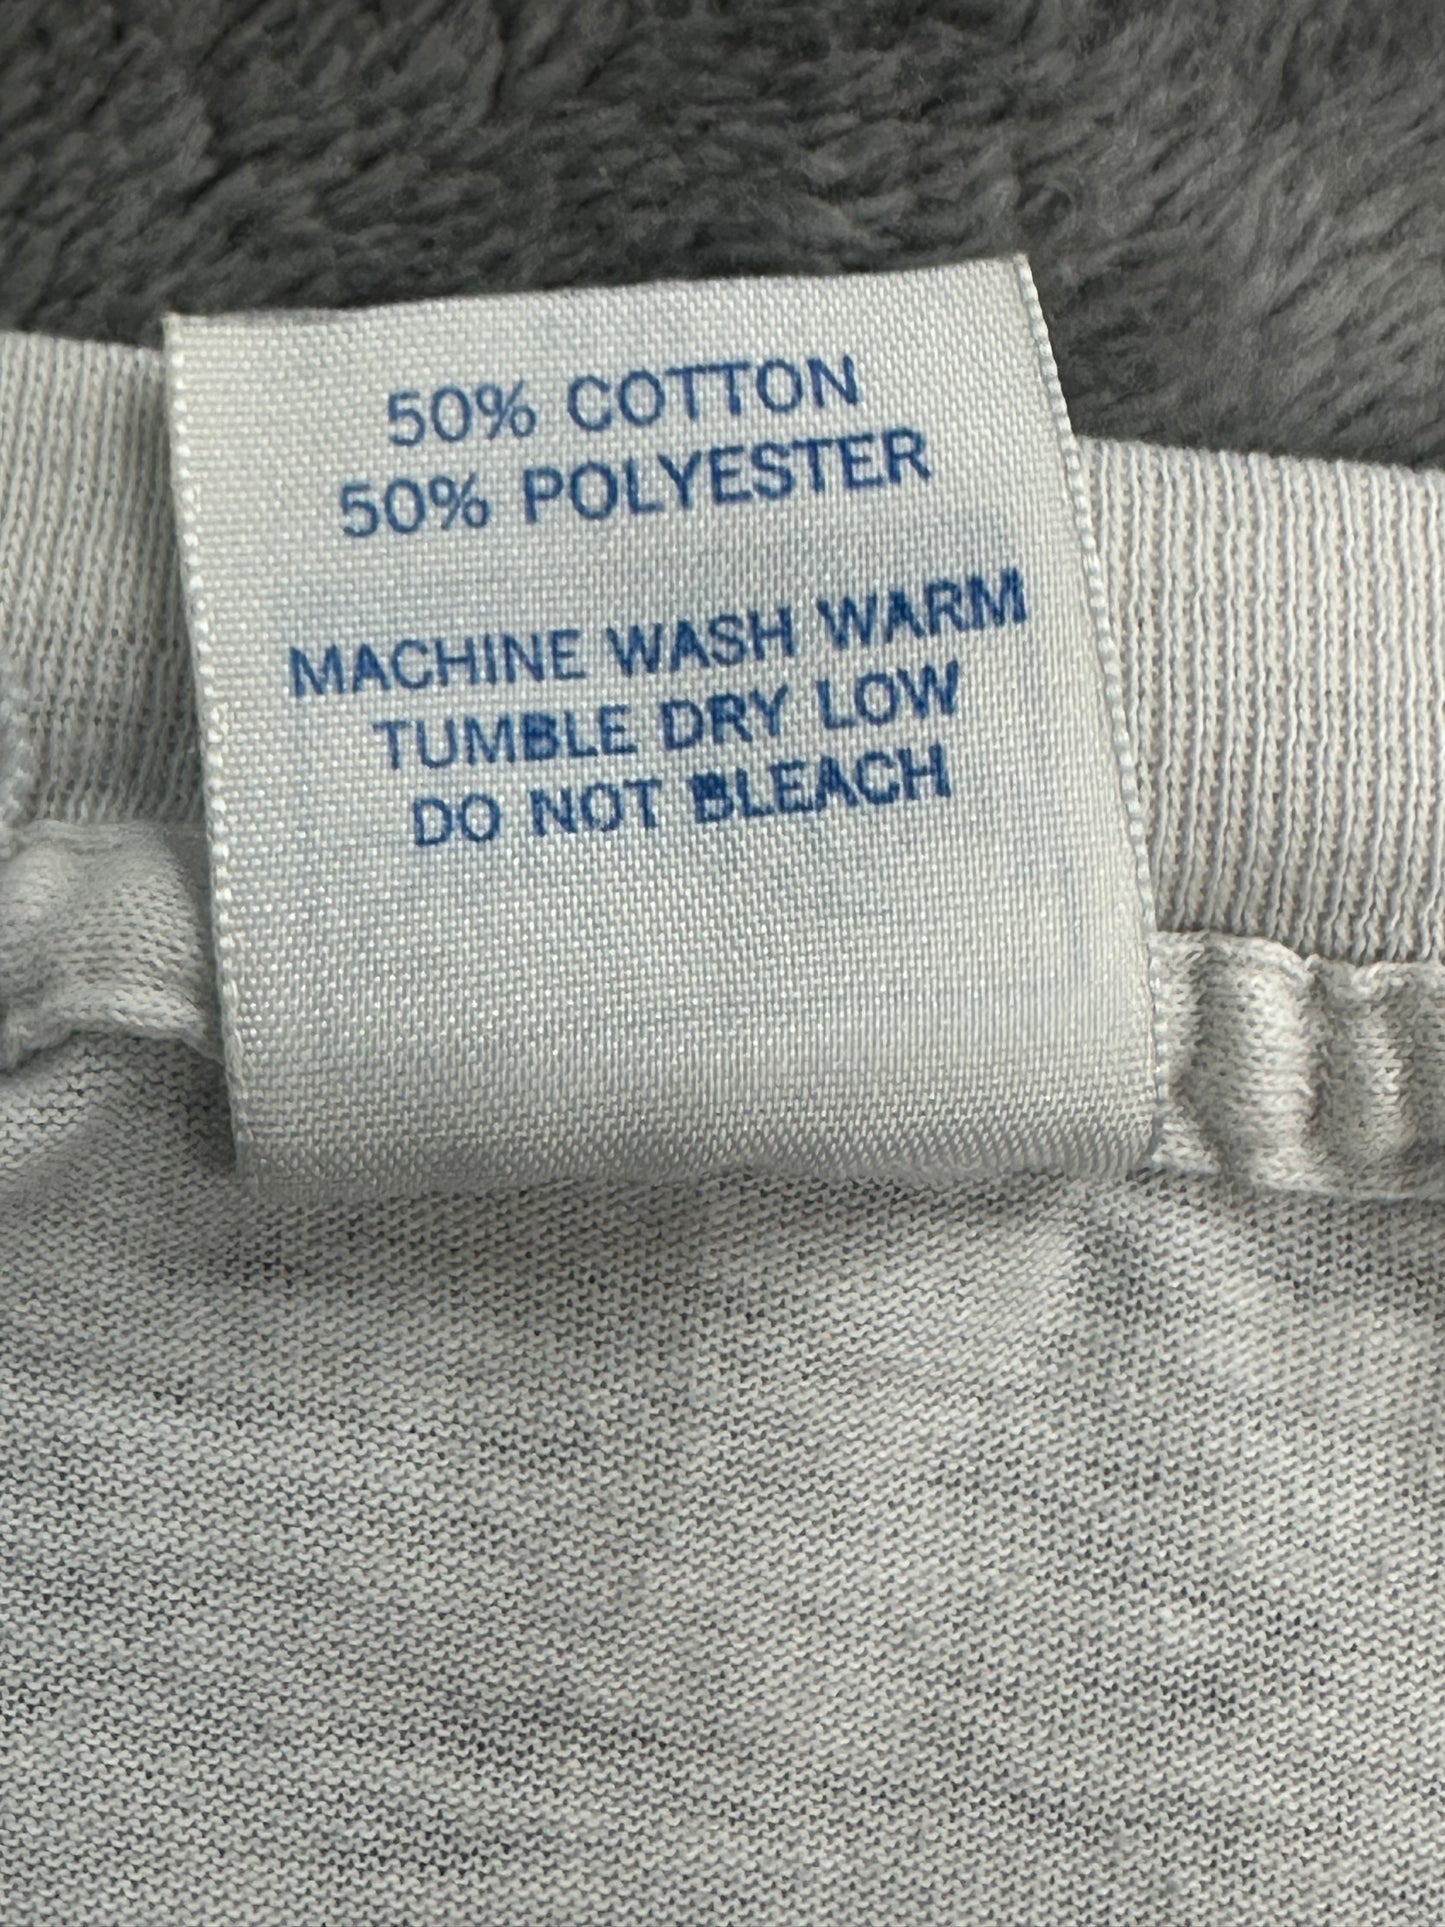 50% COTTON
50% POLYESTER
MACHINE WASH WARM
TUMBLE DRY LOW
DO NOT BLEACH